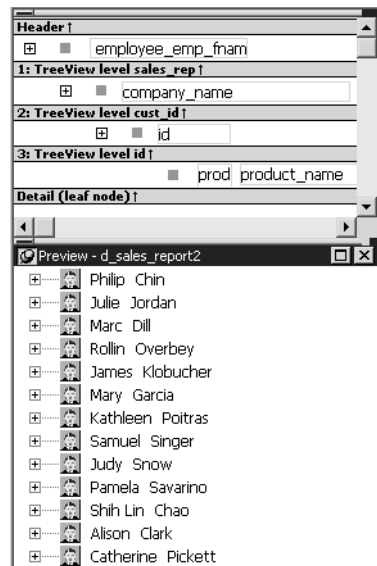 Header ↑
employee_emp_fnam
1: TreeView level sales_rep ↑
company_name
2: TreeView level cust_id ↑
id
3: TreeView level id ↑
prod product_name
Detail (leaf node) ↑
Preview - d_sales_report2
Philip Chin
Julie Jordan
Marc Dill
Rollin Overbey
James Klobucher
Mary Garcia
Kathleen Poitras
Samuel Singer
Judy Snow
Pamela Savarino
Shih Lin Chao
Alison Clark
Catherine Pickett